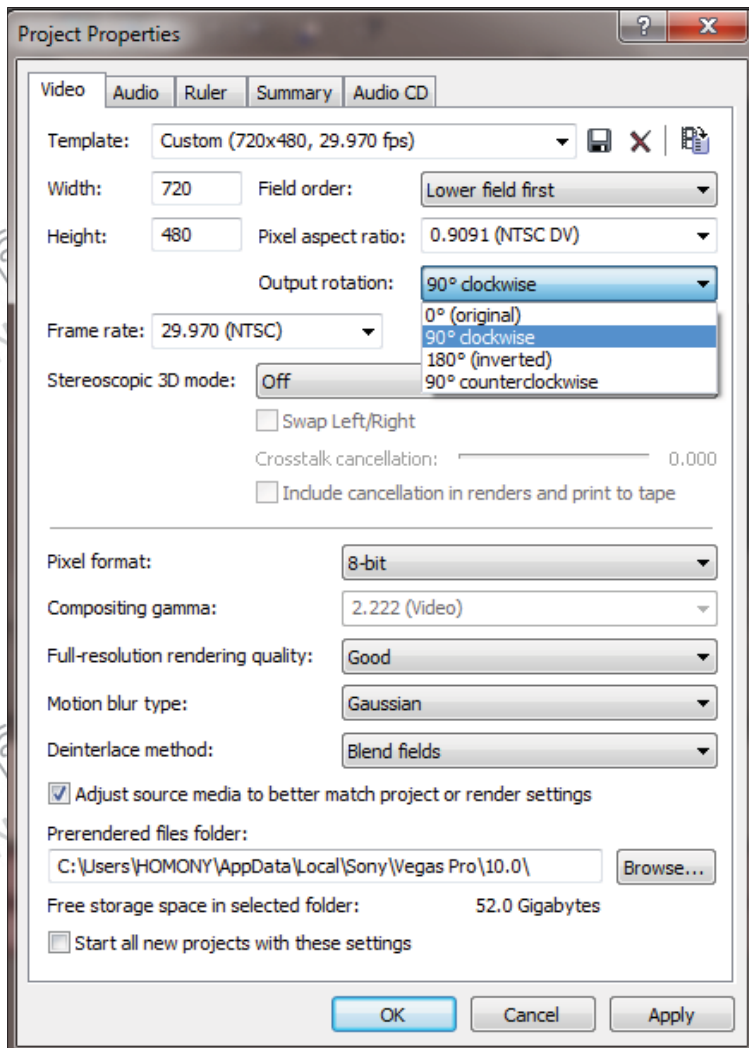 Project Properties
Video Audio Ruler Summary Audio CD
Template: Custom (720x480, 29.970 fps)
Width: 720 Field order: Lower field first
Height: 480 Pixel aspect ratio: 0.9091 (NTSC DV)
Output rotation: 90° clockwise
0° (original)
Frame rate: 29.970 (NTSC) 90° clockwise
180° (inverted)
Stereoscopic 3D mode: Off 90° counterclockwise
Swap Left/Right
Crosstalk cancellation: 0.000
Include cancellation in renders and print to tape
Pixel format: 8-bit
Compositing gamma: 2.222 (Video)
Full-resolution rendering quality: Good
Motion blur type: Gaussian
Deinterlace method: Blend fields
Adjust source media to better match project or render settings
Prerendered files folder:
C:\Users\HOMONY\AppData\Local\Sony\Vegas Pro\10.0\ Browse...
Free storage space in selected folder: 52.0 Gigabytes
Start all new projects with these settings
OK Cancel Apply